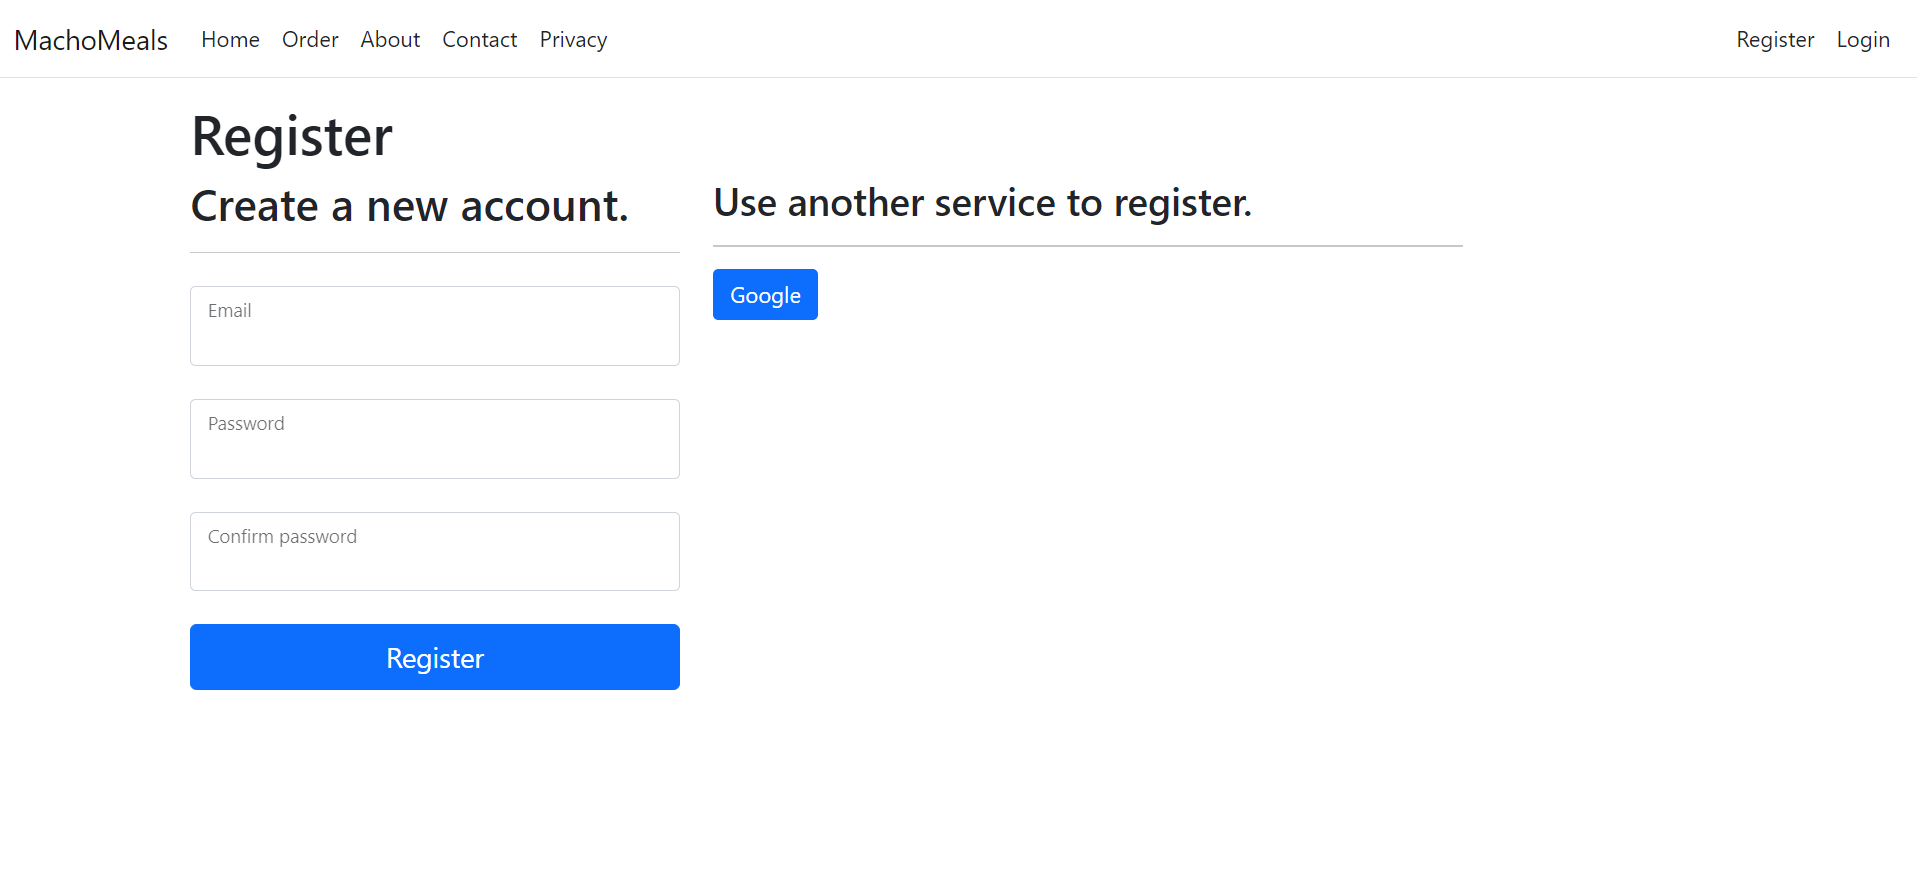 MachoMeals Home Order About Contact Privacy Register Login
Register
Create a new account.
Use another service to register.
Email
Password
Confirm password
Register
Google